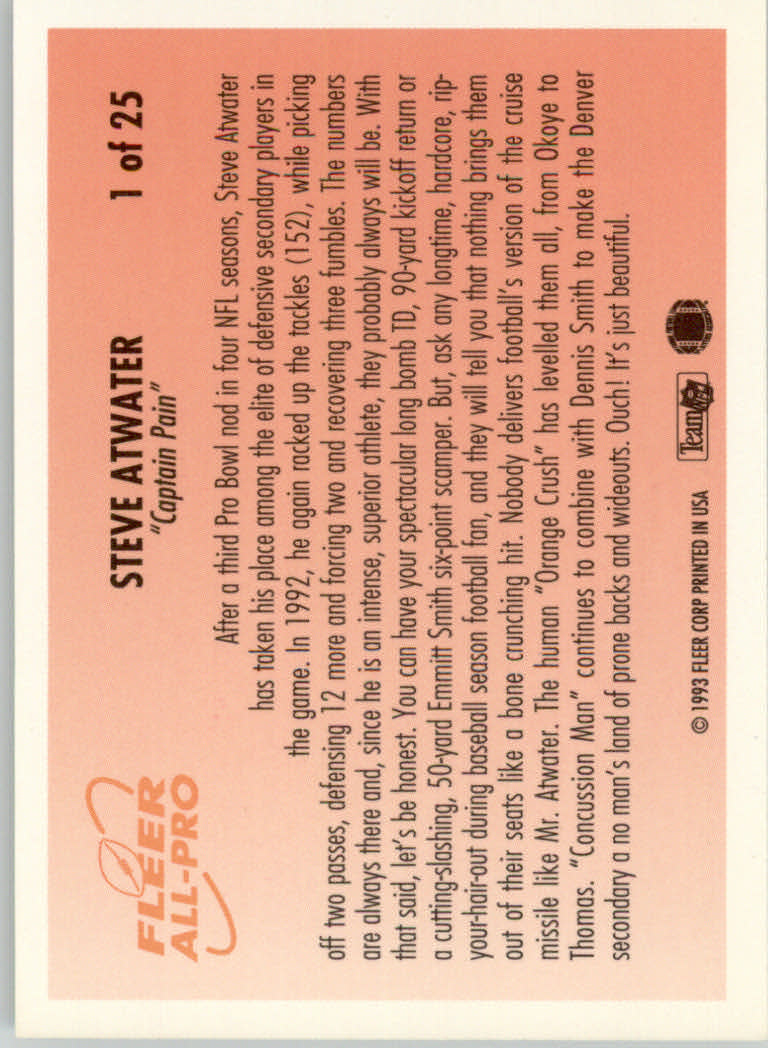 FLEER
ALL-PRO
STEVE ATWATER
"Captain Pain"
1 of 25
After a third Pro Bowl nod in four NFL seasons, Steve Atwater
has taken his place among the elite of defensive secondary players in
the game. In 1992, he again racked up the tackles (152), while picking
off two passes, defensing 12 more and forcing two and recovering three fumbles. The numbers
are always there and, since he is an intense, superior athlete, they probably always will be. With
that said, let's be honest. You can have your spectacular long bomb TD, 90-yard kickoff return or
a cutting-slashing, 50-yard Emmitt Smith six-point scamper. But, ask any longtime, hardcore, rip-
your-hair-out during baseball season football fan, and they will tell you that nothing brings them
out of their seats like a bone crunching hit. Nobody delivers football's version of the cruise
missile like Mr. Atwater. The human "Orange Crush" has levelled them all, from Okoye to
Thomas. "Concussion Man" continues to combine with Dennis Smith to make the Denver
secondary a no man's land of prone backs and wideouts. Ouch! It's just beautiful.
© 1993 FLEER CORP PRINTED IN USA
Team NFL